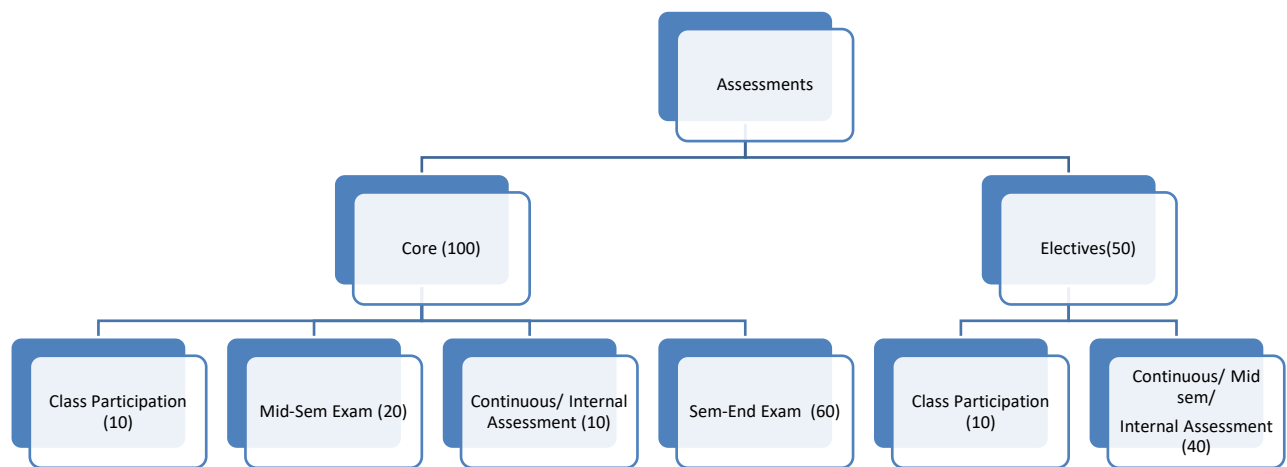 Assessments
Core (100)
Electives(50)
Class Participation
(10)
Mid-Sem Exam (20)
Continuous/ Internal
Assessment (10)
Sem-End Exam (60)
Class Participation
(10)
Continuous/ Mid
sem/
Internal Assessment
(40)